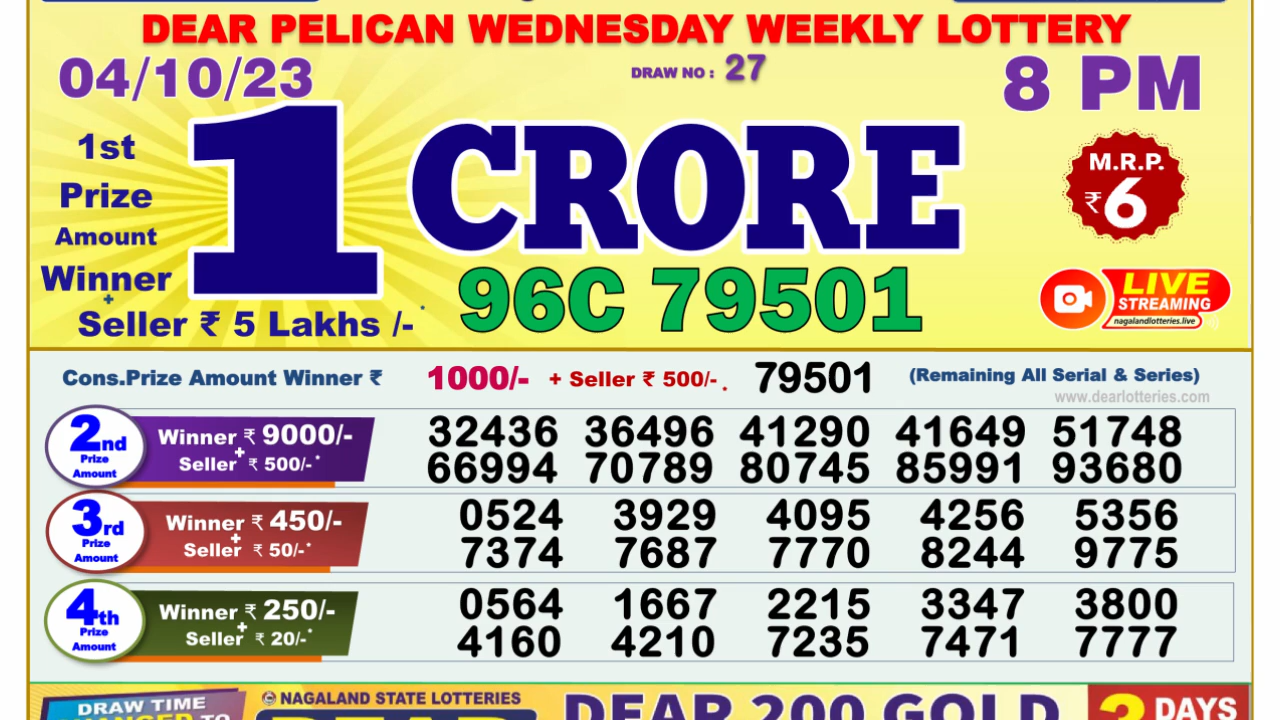 DEAR PELICAN WEDNESDAY WEEKLY LOTTERY
04/10/23
DRAW NO : 27
8 PM
1st
Prize
Amount
Winner
+
Seller ₹ 5 Lakhs /-
1 CRORE
96C 79501
M.R.P.
₹ 6
LIVE
STREAMING
nagalandlotteries.live
Cons.Prize Amount Winner ₹ 1000/- + Seller ₹ 500/- . 79501 (Remaining All Serial & Series)
www.dearlotteries.com
2nd
Prize
Amount
Winner ₹ 9000/-
+
Seller ₹ 500/-*
32436 36496 41290 41649 51748
66994 70789 80745 85991 93680
3rd
Prize
Amount
Winner ₹ 450/-
+
Seller ₹ 50/-*
0524 3929 4095 4256 5356
7374 7687 7770 8244 9775
4th
Prize
Amount
Winner ₹ 250/-
+
Seller ₹ 20/-*
0564 1667 2215 3347 3800
4160 4210 7235 7471 7777
DRAW TIME
NAGALAND STATE LOTTERIES
DEAR 200 GOLD
DAYS